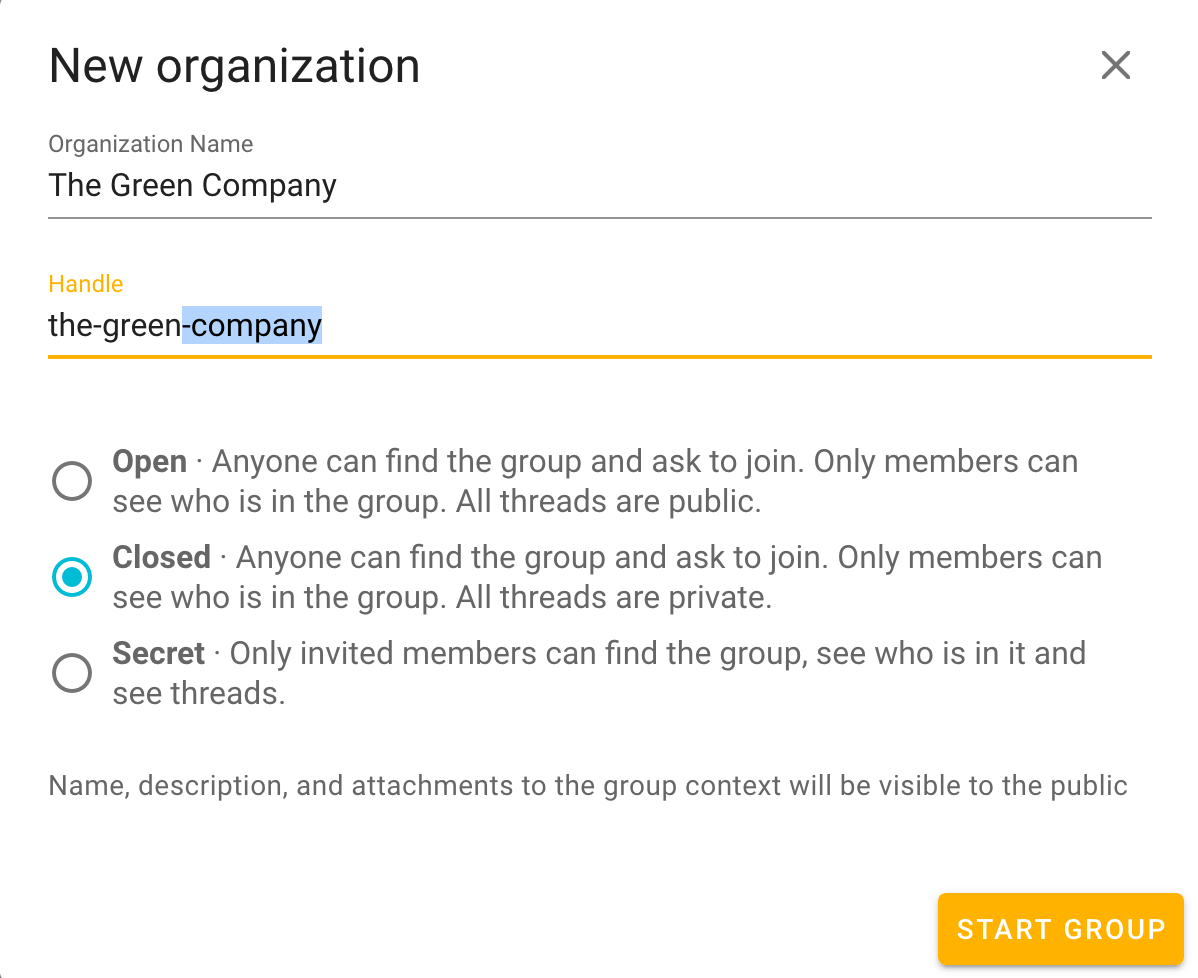 New organization
Organization Name
The Green Company
Handle
the-green-company
Open · Anyone can find the group and ask to join. Only members can
see who is in the group. All threads are public.
Closed · Anyone can find the group and ask to join. Only members can
see who is in the group. All threads are private.
Secret · Only invited members can find the group, see who is in it and
see threads.
Name, description, and attachments to the group context will be visible to the public
START GROUP